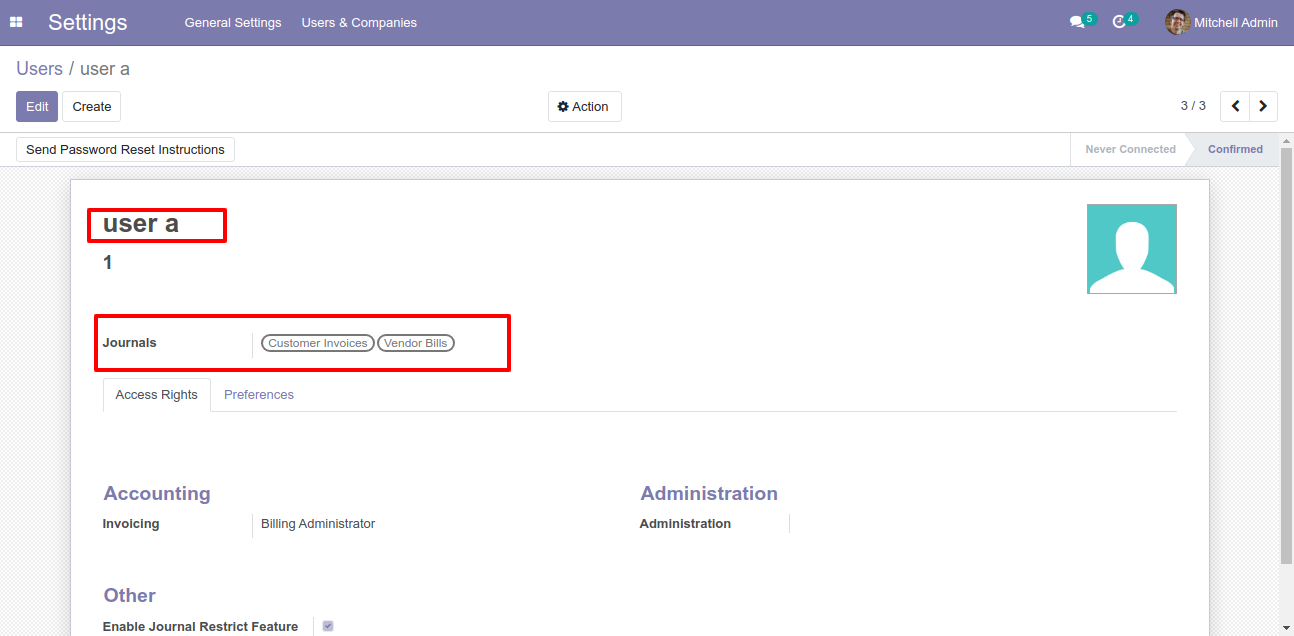 Settings General Settings Users & Companies 5 4 Mitchell Admin
Users / user a
Edit Create Action 3 / 3
Send Password Reset Instructions Never Connected Confirmed
user a
1
Journals Customer Invoices Vendor Bills
Access Rights Preferences
Accounting Administration
Invoicing Billing Administrator Administration
Other
Enable Journal Restrict Feature